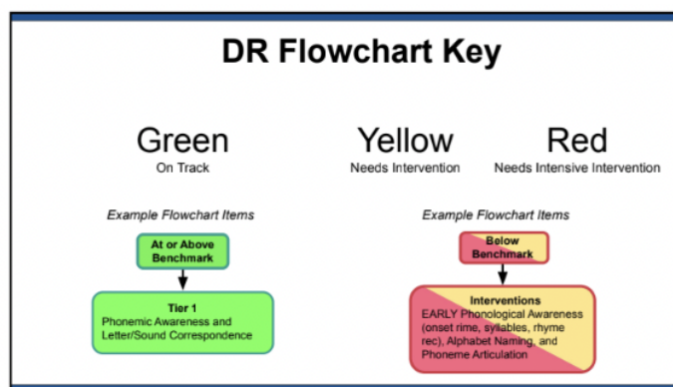 DR Flowchart Key
Green
On Track
Yellow
Needs Intervention
Red
Needs Intensive Intervention
Example Flowchart Items
At or Above
Benchmark
Tier 1
Phonemic Awareness and
Letter/Sound Correspondence
Example Flowchart Items
Below
Benchmark
Interventions
EARLY Phonological Awareness
(onset rime, syllables, rhyme
rec), Alphabet Naming, and
Phoneme Articulation